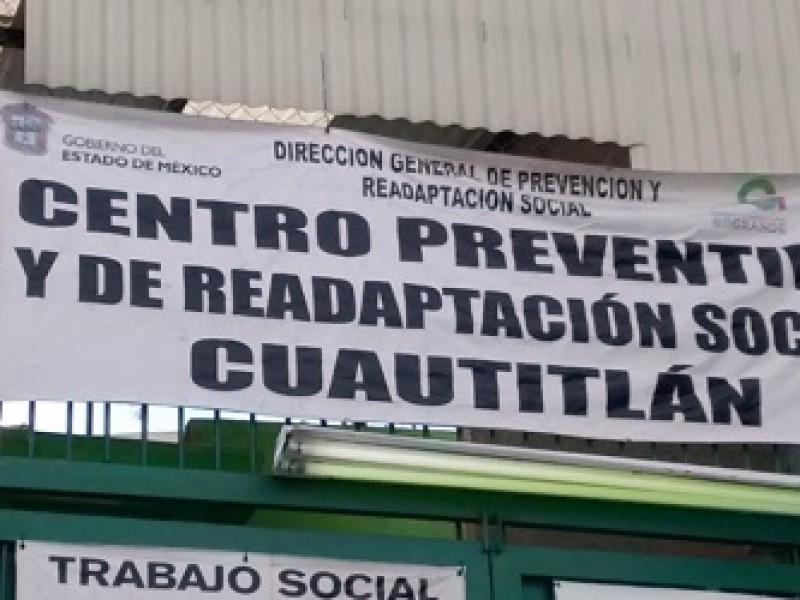 GOBIERNO DEL
ESTADO DE MÉXICO
DIRECCION GENERAL DE PREVENCION Y
READAPTACION SOCIAL
GRANDE
CENTRO PREVENTI
Y DE READAPTACIÓN SOC
CUAUTITLÁN
TRABAJO SOCIAL